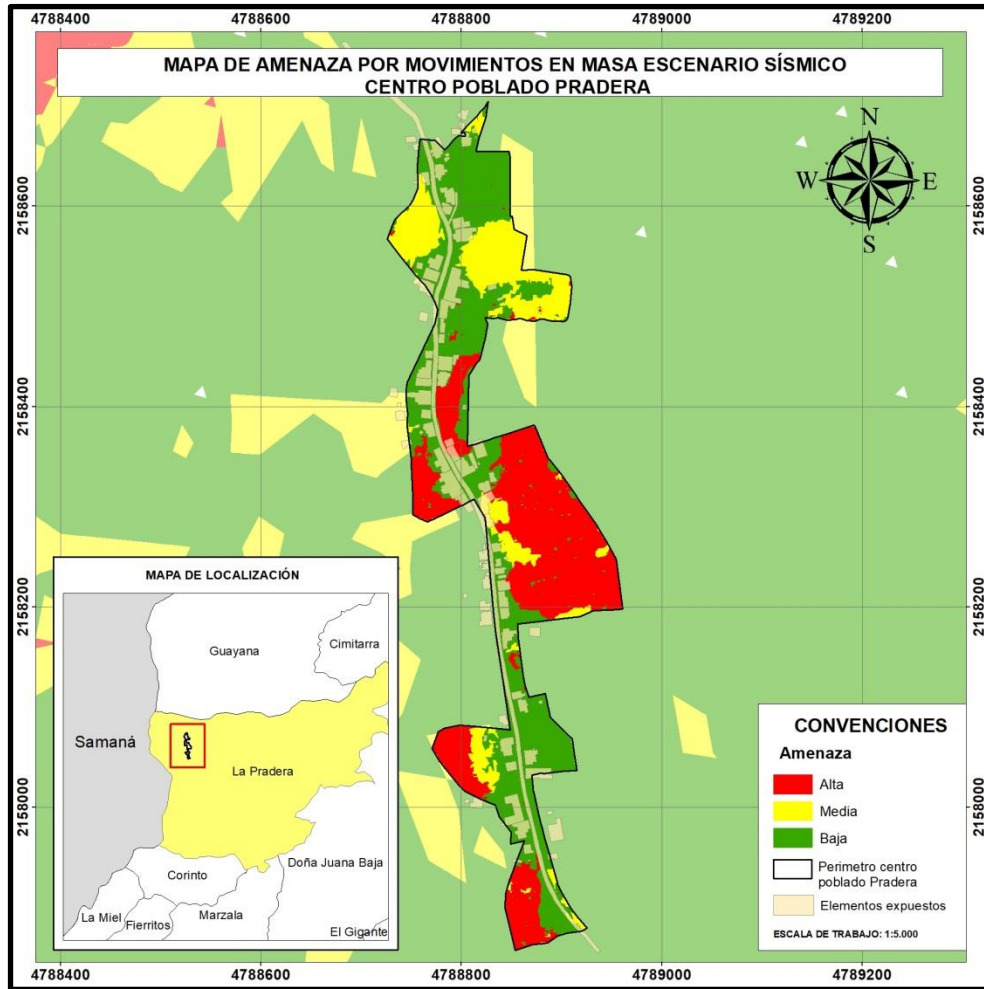 4788400 4788600 4788800 4789000 4789200
MAPA DE AMENAZA POR MOVIMIENTOS EN MASA ESCENARIO SÍSMICO
CENTRO POBLADO PRADERA
N
W E
S
2158600 2158600
2158400 2158400
2158200 2158200
2158000 2158000
MAPA DE LOCALIZACIÓN
Guayana
Cimitarra
Samaná
La Pradera
Doña Juana Baja
Corinto
La Miel
Fierritos
Marzala
El Gigante
CONVENCIONES
Amenaza
Alta
Media
Baja
Perimetro centro
poblado Pradera
Elementos expuestos
ESCALA DE TRABAJO: 1:5.000
4788400 4788600 4788800 4789000 4789200